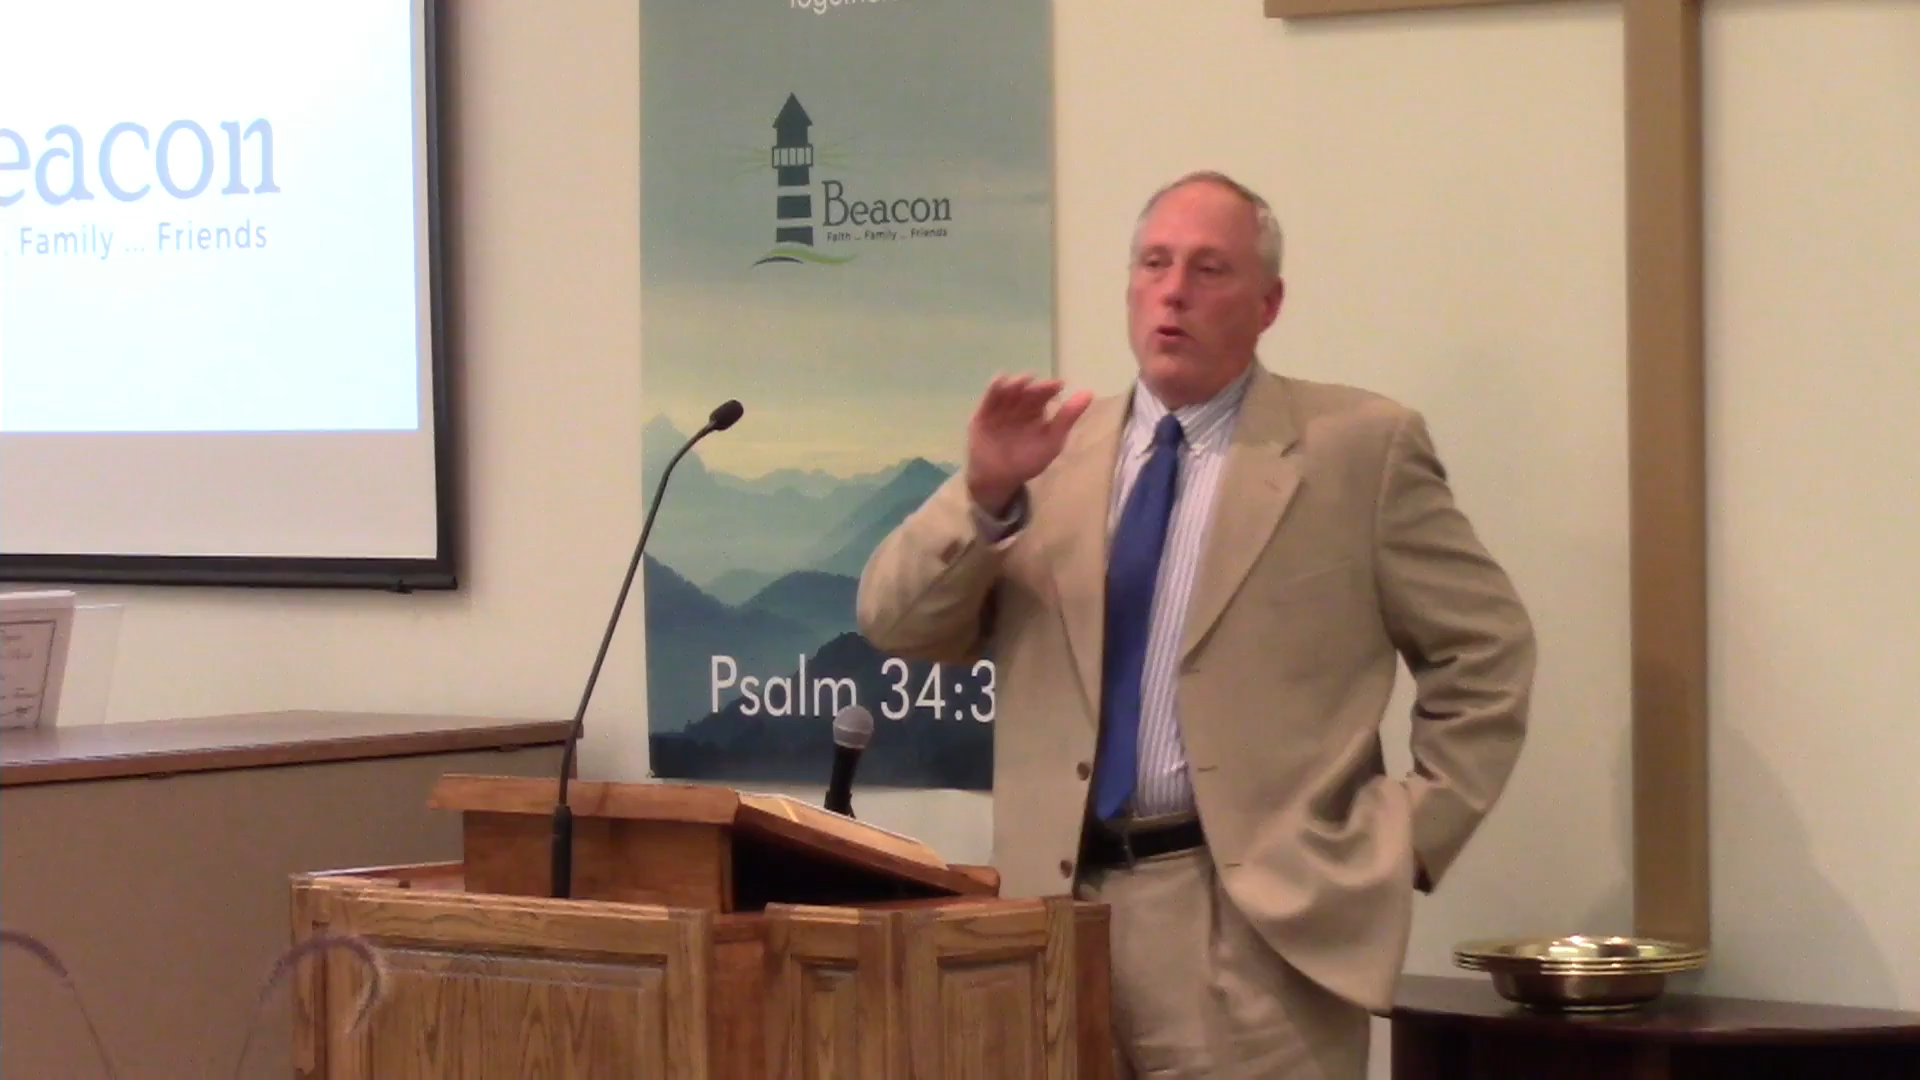 eacon
. Family ... Friends
Beacon
Faith ... Family ... Friends
Psalm 34:3